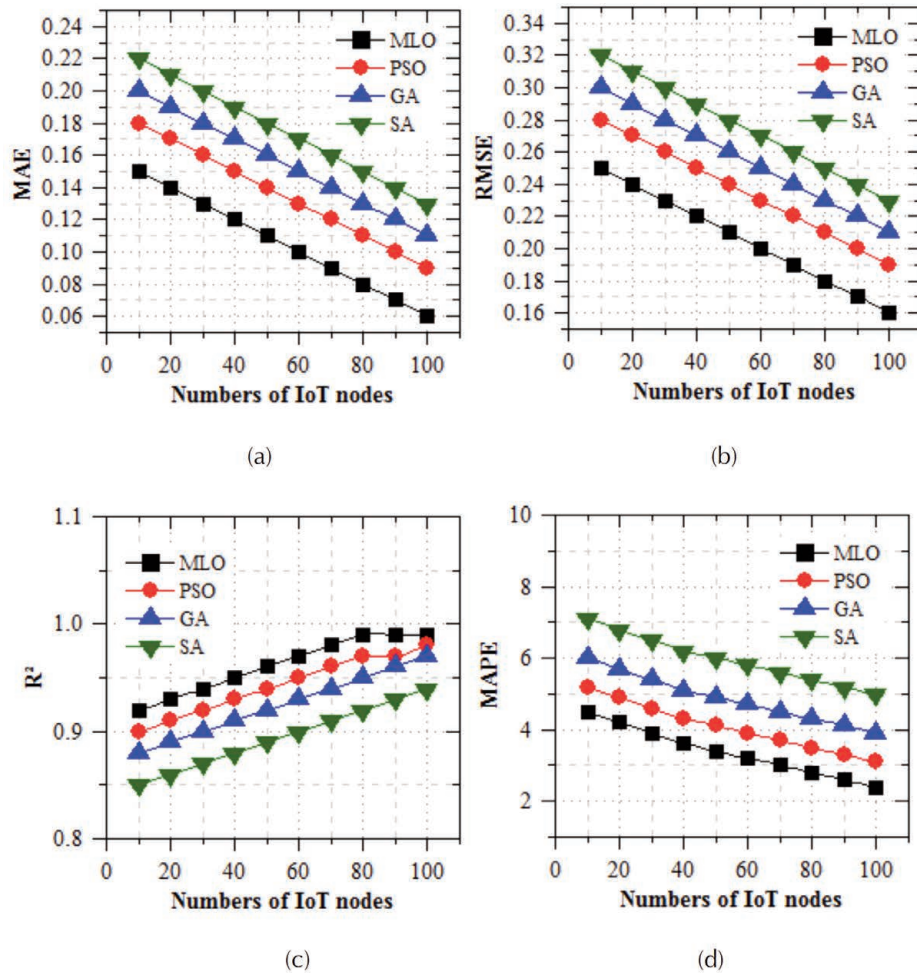 0.24
0.22
0.20
0.18
0.16
0.14
0.12
0.10
0.08
0.06
MAE
MLO
PSO
GA
SA
0 20 40 60 80 100
Numbers of IoT nodes
(a)
0.34
0.32
0.30
0.28
0.26
0.24
0.22
0.20
0.18
0.16
RMSE
MLO
PSO
GA
SA
0 20 40 60 80 100
Numbers of IoT nodes
(b)
1.1
1.0
0.9
0.8
R²
MLO
PSO
GA
SA
0 20 40 60 80 100
Numbers of IoT nodes
(c)
10
8
6
4
2
MAPE
MLO
PSO
GA
SA
0 20 40 60 80 100
Numbers of IoT nodes
(d)